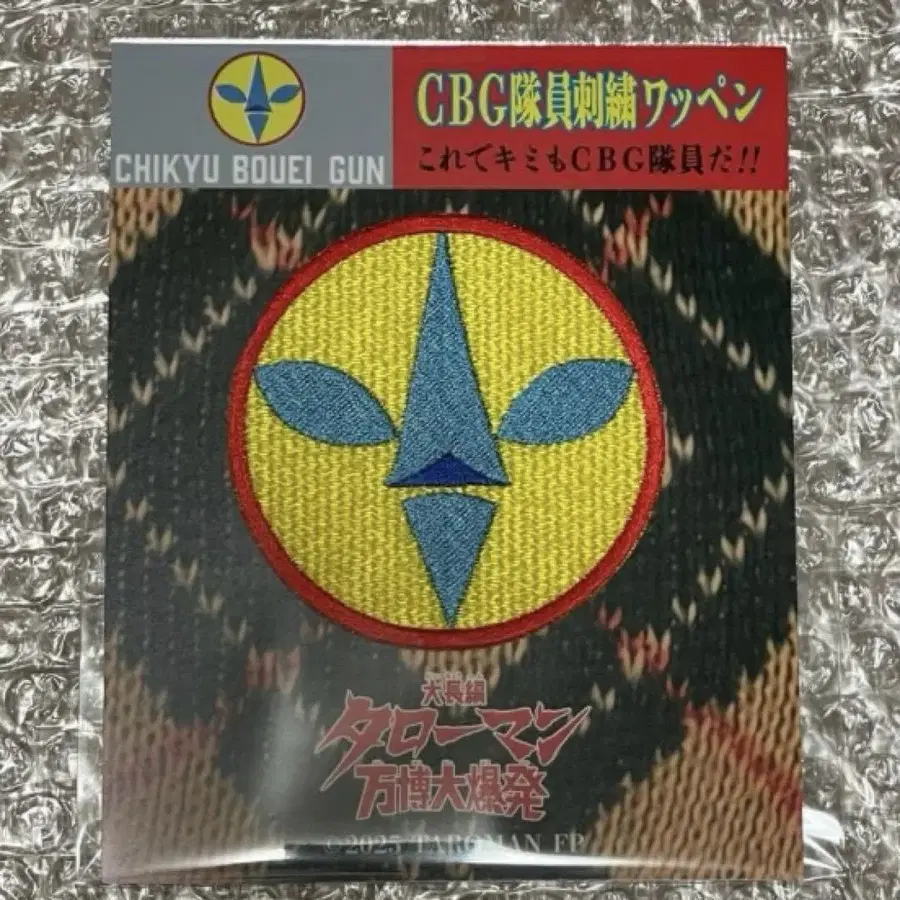 CHIKYU BOUEI GUN
CBG隊員刺繍ワッペン
これでキミもCBG隊員だ!!
大長編
タローマン
万博大爆発
©2025 TAROMAN FP